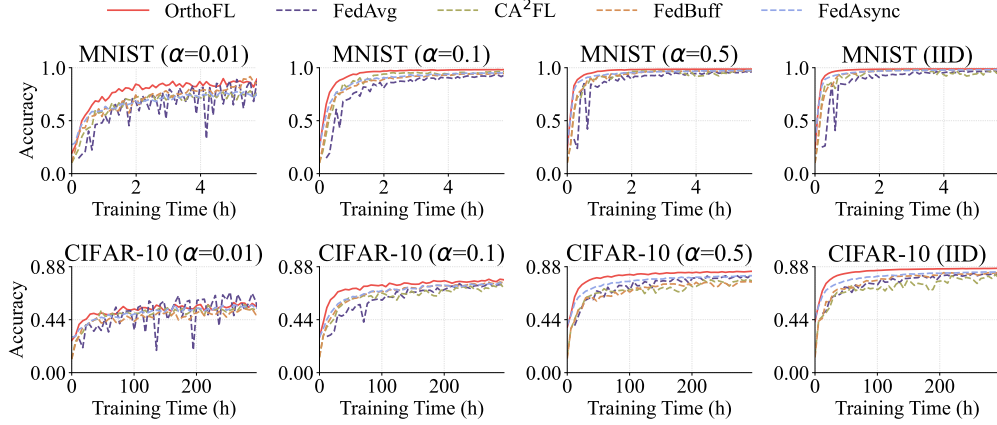 OrthoFL FedAvg CA²FL FedBuff FedAsync
MNIST (α=0.01) MNIST (α=0.1) MNIST (α=0.5) MNIST (IID)
Accuracy
1.0 1.0 1.0 1.0
0.5 0.5 0.5 0.5
0.0 0.0 0.0 0.0
0 2 4 0 2 4 0 2 4 0 2 4
Training Time (h) Training Time (h) Training Time (h) Training Time (h)
CIFAR-10 (α=0.01) CIFAR-10 (α=0.1) CIFAR-10 (α=0.5) CIFAR-10 (IID)
Accuracy
0.88 0.88 0.88 0.88
0.44 0.44 0.44 0.44
0.00 0.00 0.00 0.00
0 100 200 0 100 200 0 100 200 0 100 200
Training Time (h) Training Time (h) Training Time (h) Training Time (h)